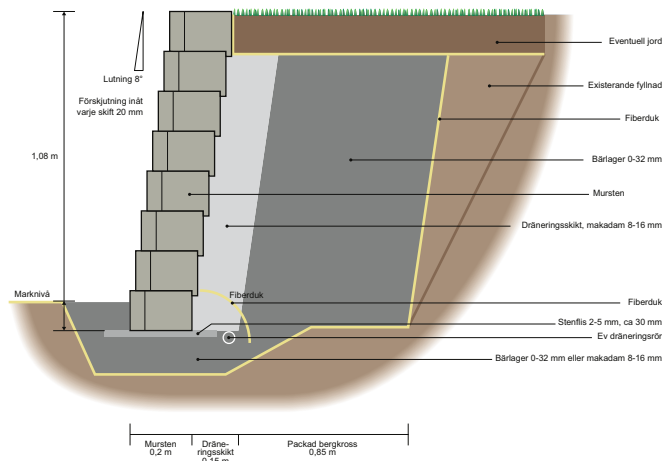 Eventuell jord
Lutning 8°
Existerande fyllnad
Förskjutning inåt
varje skift 20 mm
Fiberduk
1,08 m
Bärlager 0-32 mm
Mursten
Dräneringsskikt, makadam 8-16 mm
Marknivå
Fiberduk
Fiberduk
Stenflis 2-5 mm, ca 30 mm
Ev dräneringsrör
Bärlager 0-32 mm eller makadam 8-16 mm
Mursten
0,2 m
Dräne-
ringsskikt
0,15 m
Packad bergkross
0,85 m